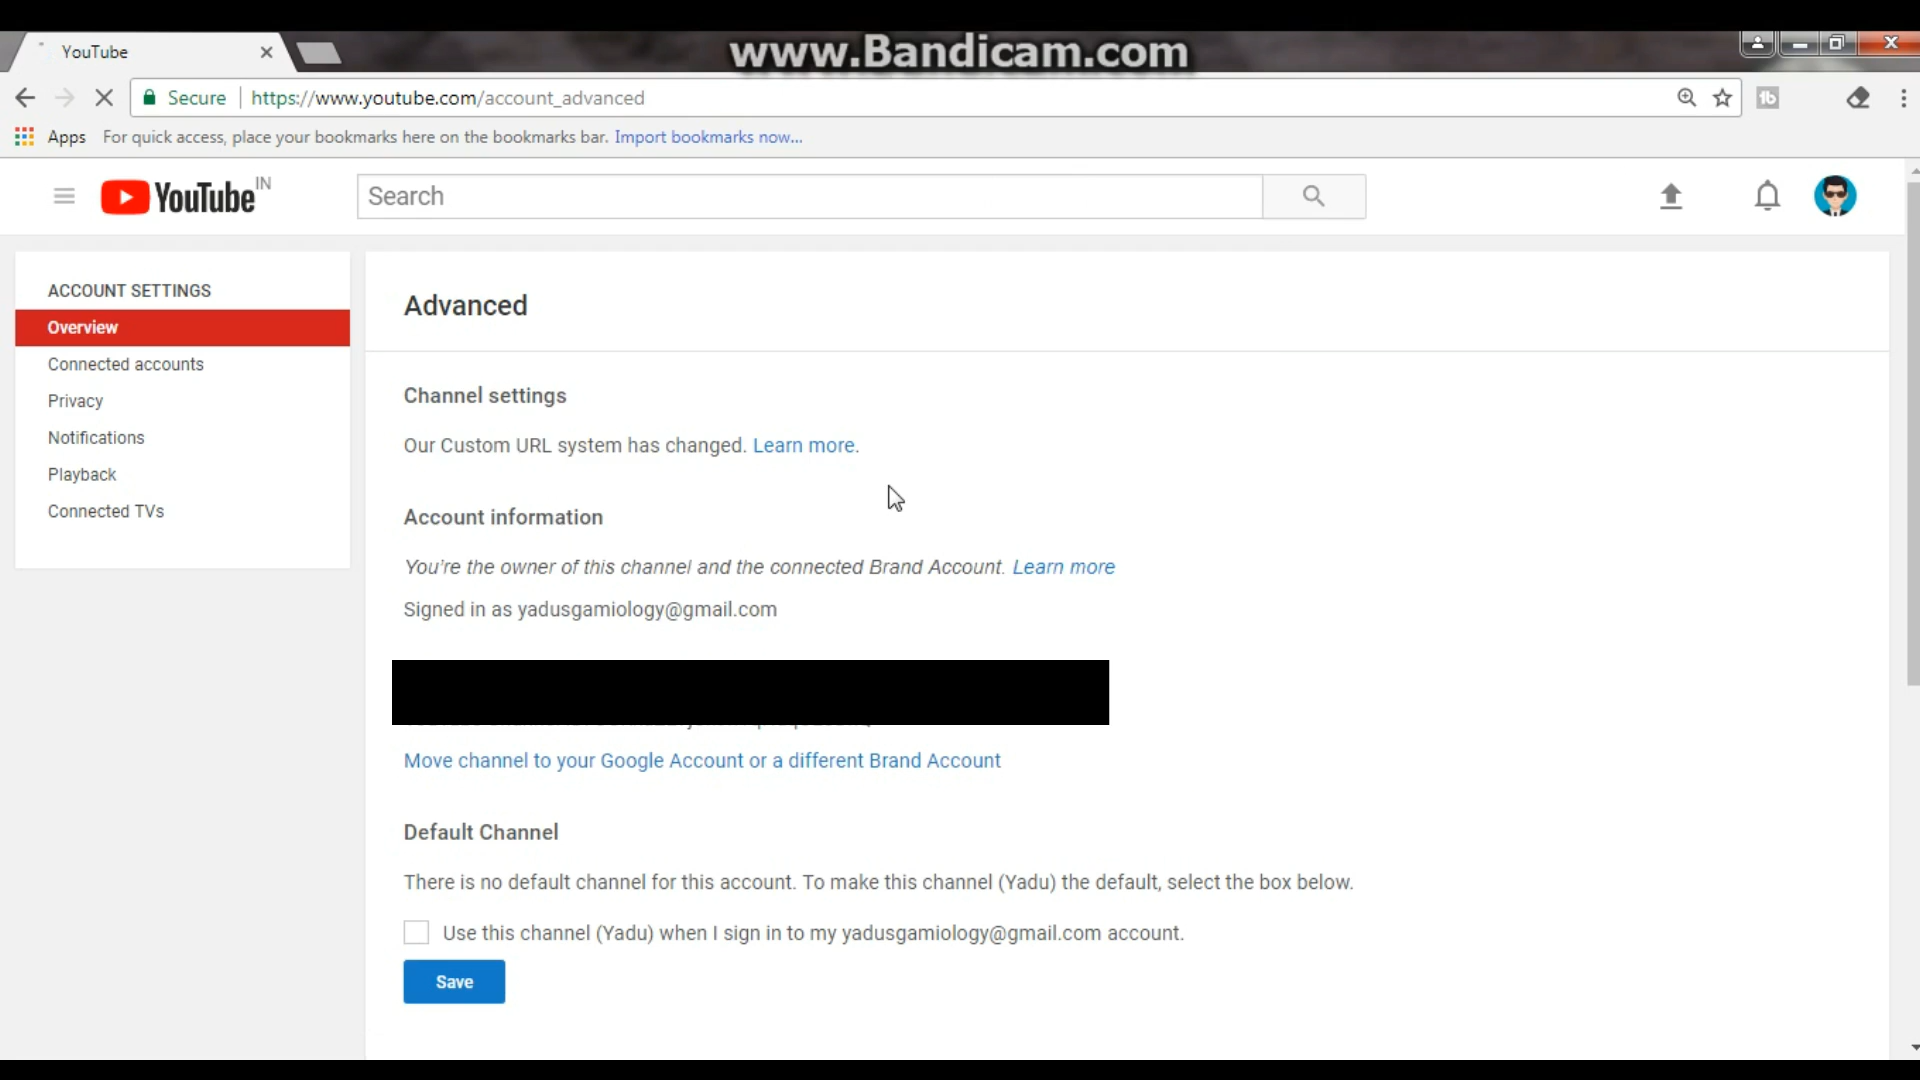 www.Bandicam.com
YouTube
Secure https://www.youtube.com/account_advanced
Apps For quick access, place your bookmarks here on the bookmarks bar. Import bookmarks now...
YouTube IN Search
ACCOUNT SETTINGS
Overview
Connected accounts
Privacy
Notifications
Playback
Connected TVs
Advanced
Channel settings
Our Custom URL system has changed. Learn more.
Account information
You're the owner of this channel and the connected Brand Account. Learn more
Signed in as yadusgamiology@gmail.com
Move channel to your Google Account or a different Brand Account
Default Channel
There is no default channel for this account. To make this channel (Yadu) the default, select the box below.
Use this channel (Yadu) when I sign in to my yadusgamiology@gmail.com account.
Save